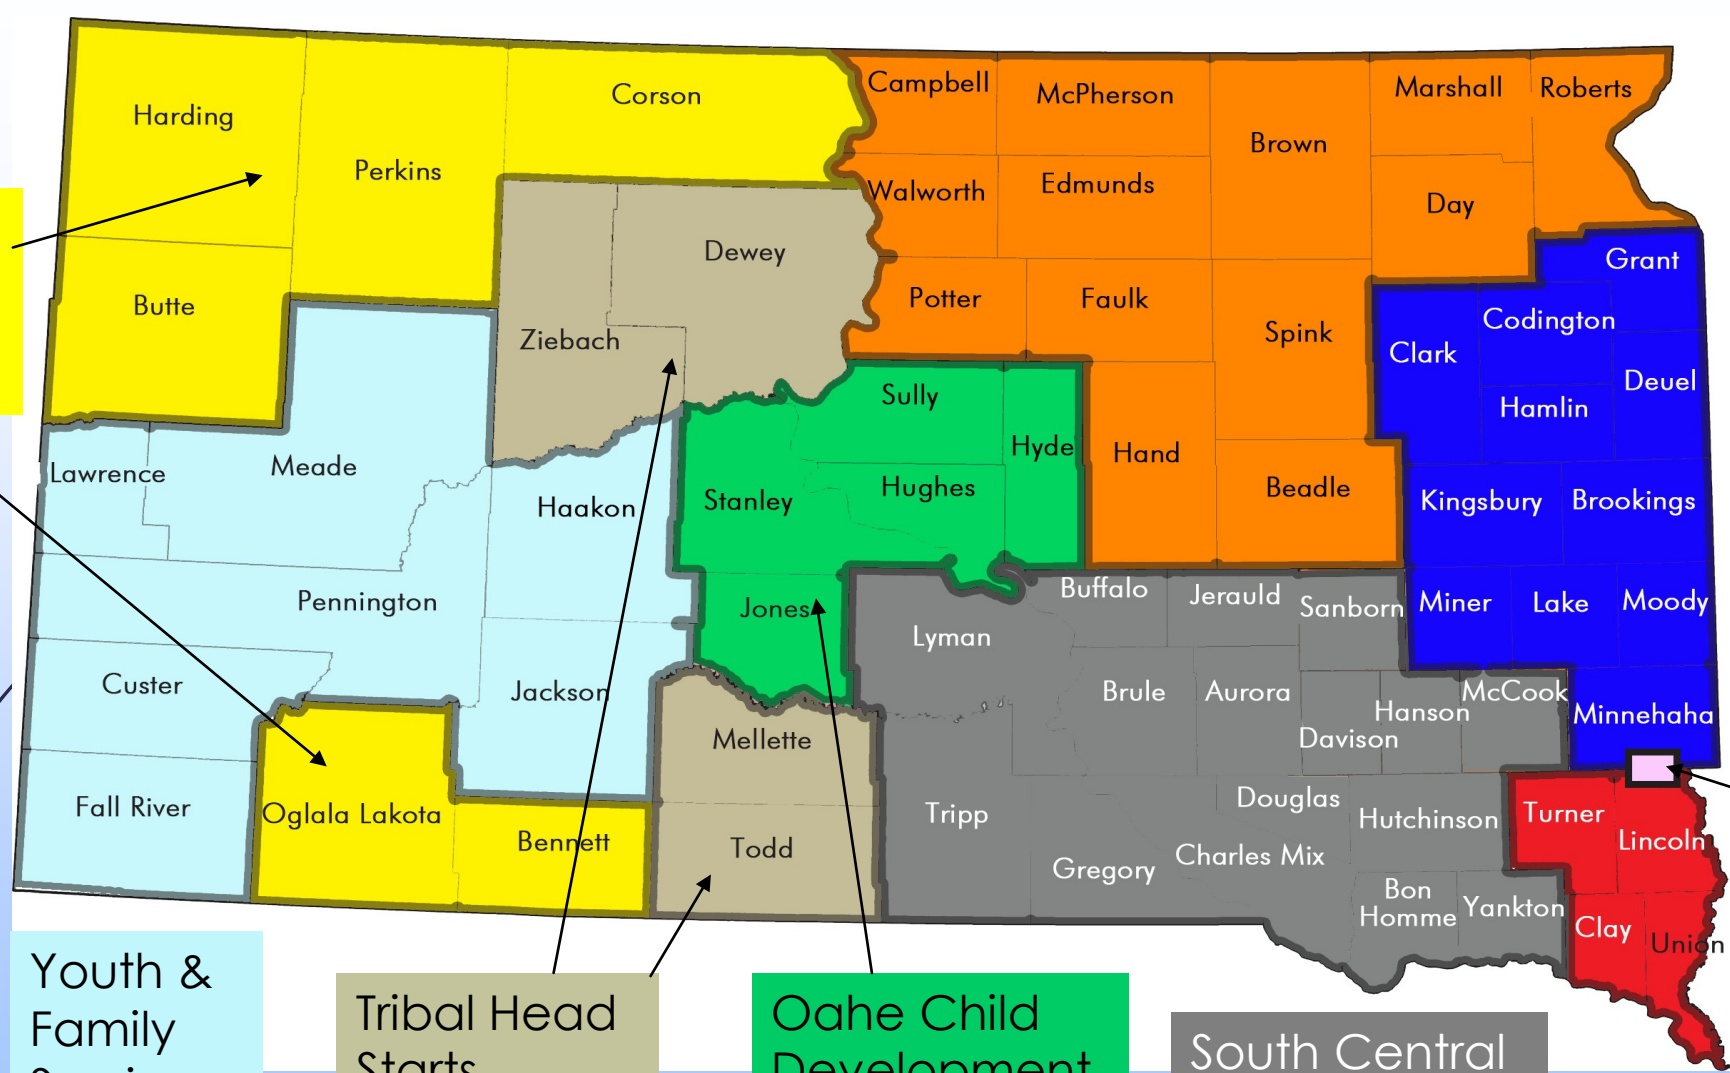 Harding
Perkins
Corson
Campbell
McPherson
Brown
Marshall
Roberts
Walworth
Edmunds
Day
Butte
Ziebach
Dewey
Potter
Faulk
Spink
Grant
Clark
Codington
Deuel
Hamlin
Lawrence
Meade
Haakon
Stanley
Sully
Hughes
Hyde
Hand
Beadle
Kingsbury
Brookings
Pennington
Jones
Lyman
Buffalo
Jerauld
Sanborn
Miner
Lake
Moody
Custer
Jackson
Mellette
Brule
Aurora
Davison
Hanson
McCook
Minnehaha
Fall River
Oglala Lakota
Bennett
Todd
Tripp
Gregory
Charles Mix
Douglas
Hutchinson
Turner
Lincoln
Bon
Homme
Yankton
Clay
Union
Youth &
Family
Tribal Head
Starts
Oahe Child
Development
South Central